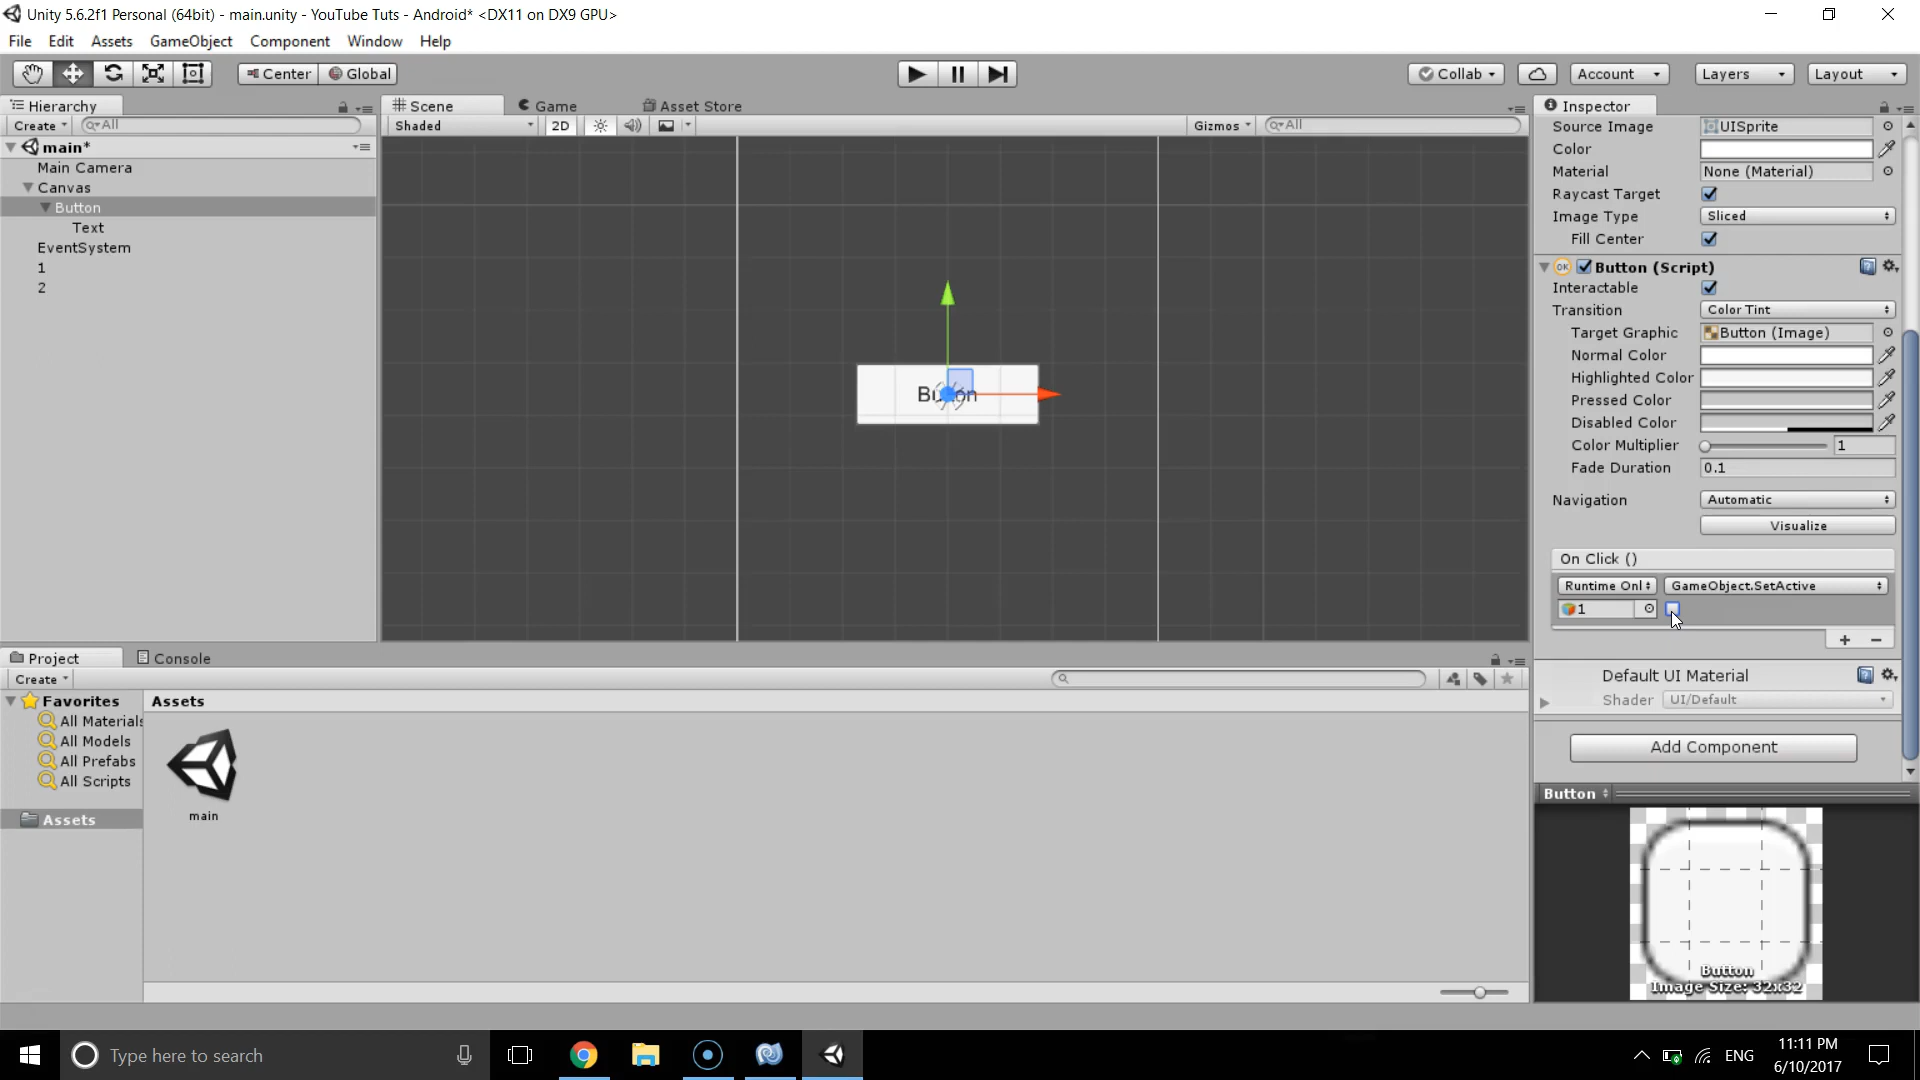 Unity 5.6.2f1 Personal (64bit) - main.unity - YouTube Tuts - Android* <DX11 on DX9 GPU>
File Edit Assets GameObject Component Window Help
Center Global Collab Account Layers Layout
Hierarchy
Create All
main*
Main Camera
Canvas
Button
Text
EventSystem
1
2
Scene Game Asset Store
Shaded 2D Gizmos All
Button
Inspector
Source Image UISprite
Color
Material None (Material)
Raycast Target
Image Type Sliced
Fill Center
OK Button (Script)
Interactable
Transition Color Tint
Target Graphic Button (Image)
Normal Color
Highlighted Color
Pressed Color
Disabled Color
Color Multiplier 1
Fade Duration 0.1
Navigation Automatic
Visualize
On Click ()
Runtime Onl GameObject.SetActive
1
Default UI Material
Shader UI/Default
Add Component
Button
Button
Image Size: 32x32
Project Console
Create
Favorites
All Materials
All Models
All Prefabs
All Scripts
Assets
Assets
main
Type here to search
ENG
11:11 PM
6/10/2017